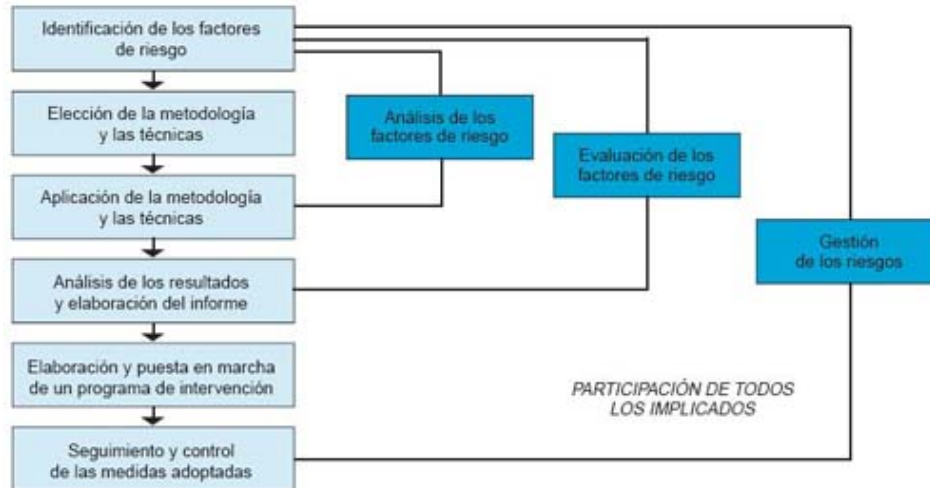 Identificación de los factores
de riesgo
Elección de la metodología
y las técnicas
Aplicación de la metodología
y las técnicas
Análisis de los resultados
y elaboración del informe
Elaboración y puesta en marcha
de un programa de intervención
Seguimiento y control
de las medidas adoptadas
Análisis de los
factores de riesgo
Evaluación de los
factores de riesgo
Gestión
de los riesgos
PARTICIPACIÓN DE TODOS
LOS IMPLICADOS